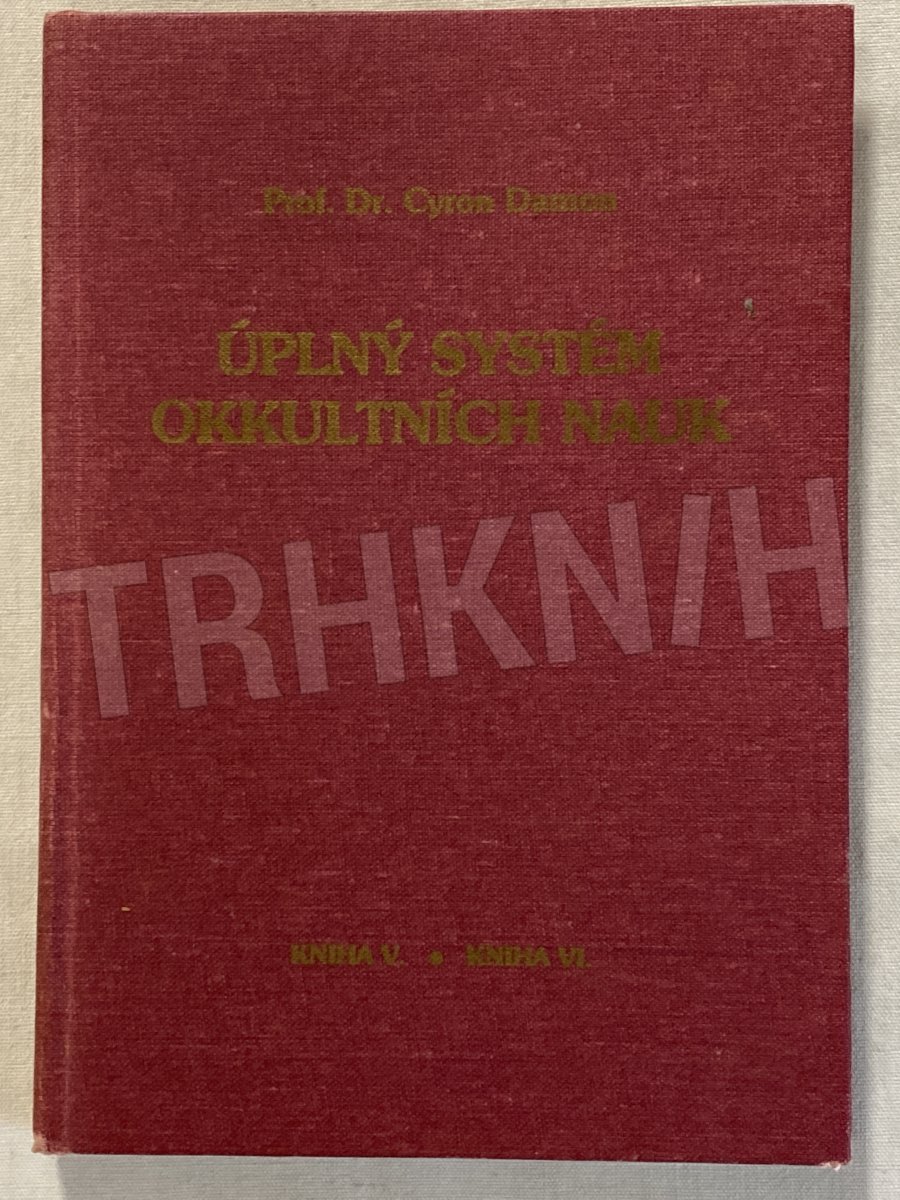 Prof. Dr. Cyron Damon
ÚPLNÝ SYSTÉM
OKKULTNÍCH NAUK
TRHKNIH
KNIHA V. • KNIHA VI.